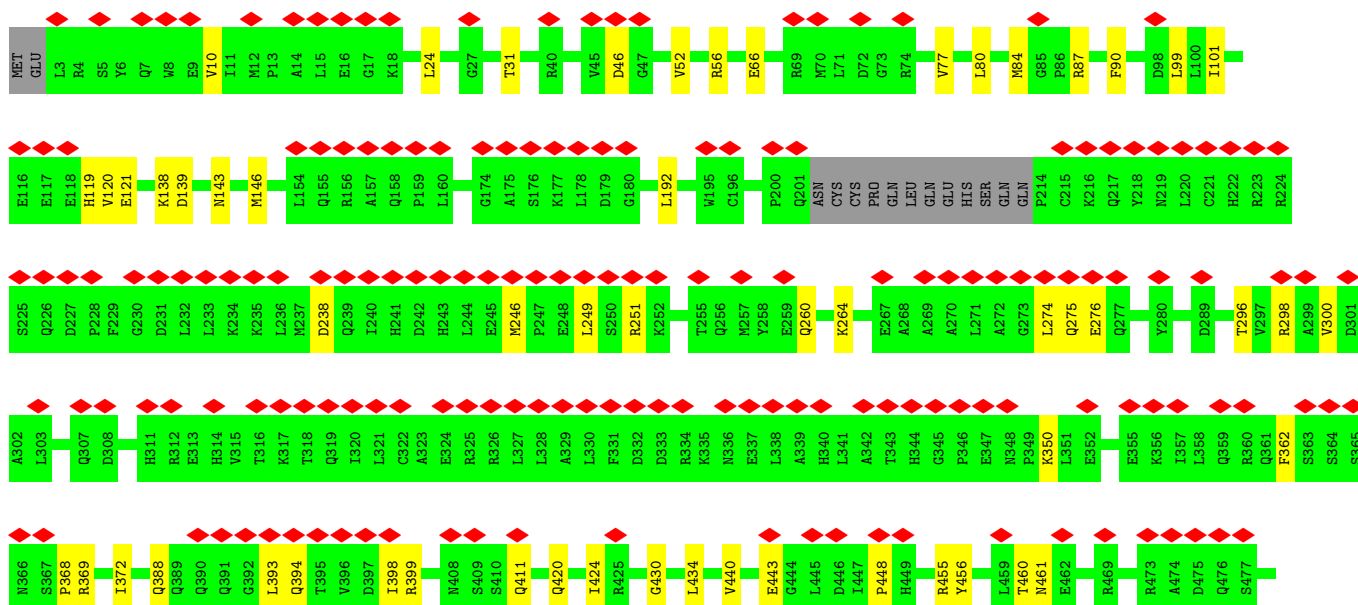 MET GLU L3 R4 S5 Y6 Q7 W8 E9 V10 I11 M12 P13 A14 L15 E16 G17 K18 L24 G27 T31 R40 V45 D46 G47 V52 R56 E66 R69 M70 L71 D72 G73 R74 V77 L80 M84 G85 P86 R87 F90 D98 L99 L100 I101
E116 E117 E118 H119 V120 E121 K138 D139 N143 M146 L154 Q155 R156 A157 Q158 P159 L160 G174 A175 S176 K177 L178 D179 G180 L192 W195 C196 P200 Q201 ASN CYS CYS PRO GLN LEU GLN GLU HIS SER GLN GLN P214 C215 K216 Q217 Y218 N219 L220 C221 H222 R223 R224
S225 Q226 D227 P228 F229 G230 D231 L232 L233 K234 K235 L236 M237 D238 Q239 T240 H241 D242 H243 L244 E245 M246 P247 E248 L249 S250 R251 K252 T255 Q256 M257 Y258 E259 Q260 K264 E267 A268 A269 A270 L271 A272 G273 L274 Q275 E276 Q277 Y280 D289 T296 V297 R298 A299 V300 D301
A302 L303 Q307 D308 H311 R312 E313 H314 V315 T316 K317 T318 Q319 I320 L321 C322 A323 E324 R325 R326 L327 L328 A329 L330 F331 D332 D333 R334 K335 N336 E337 L338 A339 H340 L341 A342 T343 H344 G345 P346 E347 N348 P349 K350 L351 E352 E355 K356 I357 L358 Q359 R360 Q361 F362 S363 S364 S365
N366 S367 P368 R369 I372 Q388 Q389 Q390 Q391 G392 L393 Q394 T395 V396 D397 I398 R399 N408 S409 S410 Q411 Q420 I424 R425 G430 L434 V440 E443 G444 L445 D446 I447 P448 H449 R455 Y456 L459 T460 N461 E462 R469 R473 A474 D475 Q476 S477